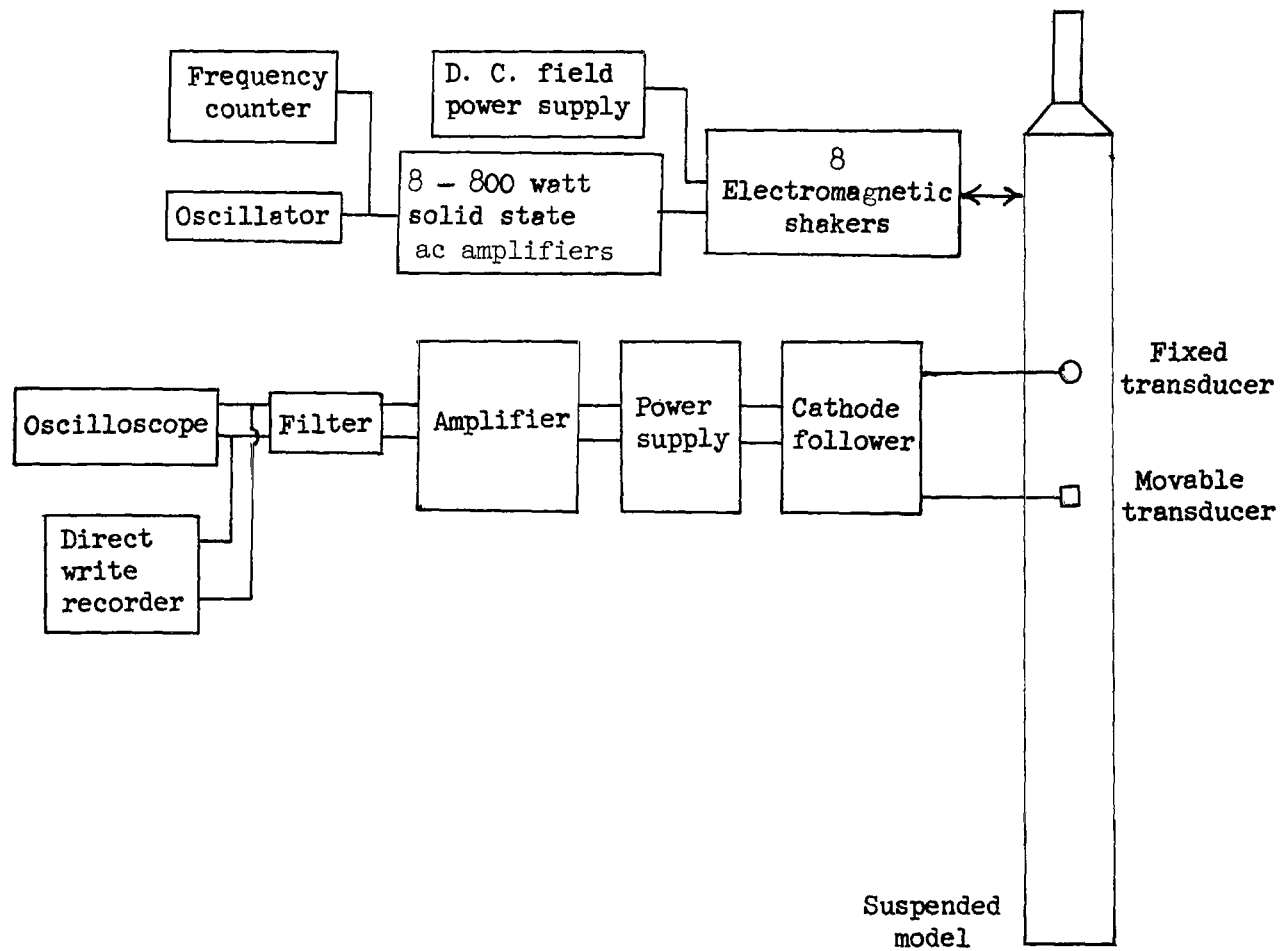 Frequency
counter
D. C. field
power supply
Oscillator
8 – 800 watt
solid state
ac amplifiers
8
Electromagnetic
shakers
Oscilloscope
Filter
Amplifier
Power
supply
Cathode
follower
Fixed
transducer
Movable
transducer
Direct
write
recorder
Suspended
model